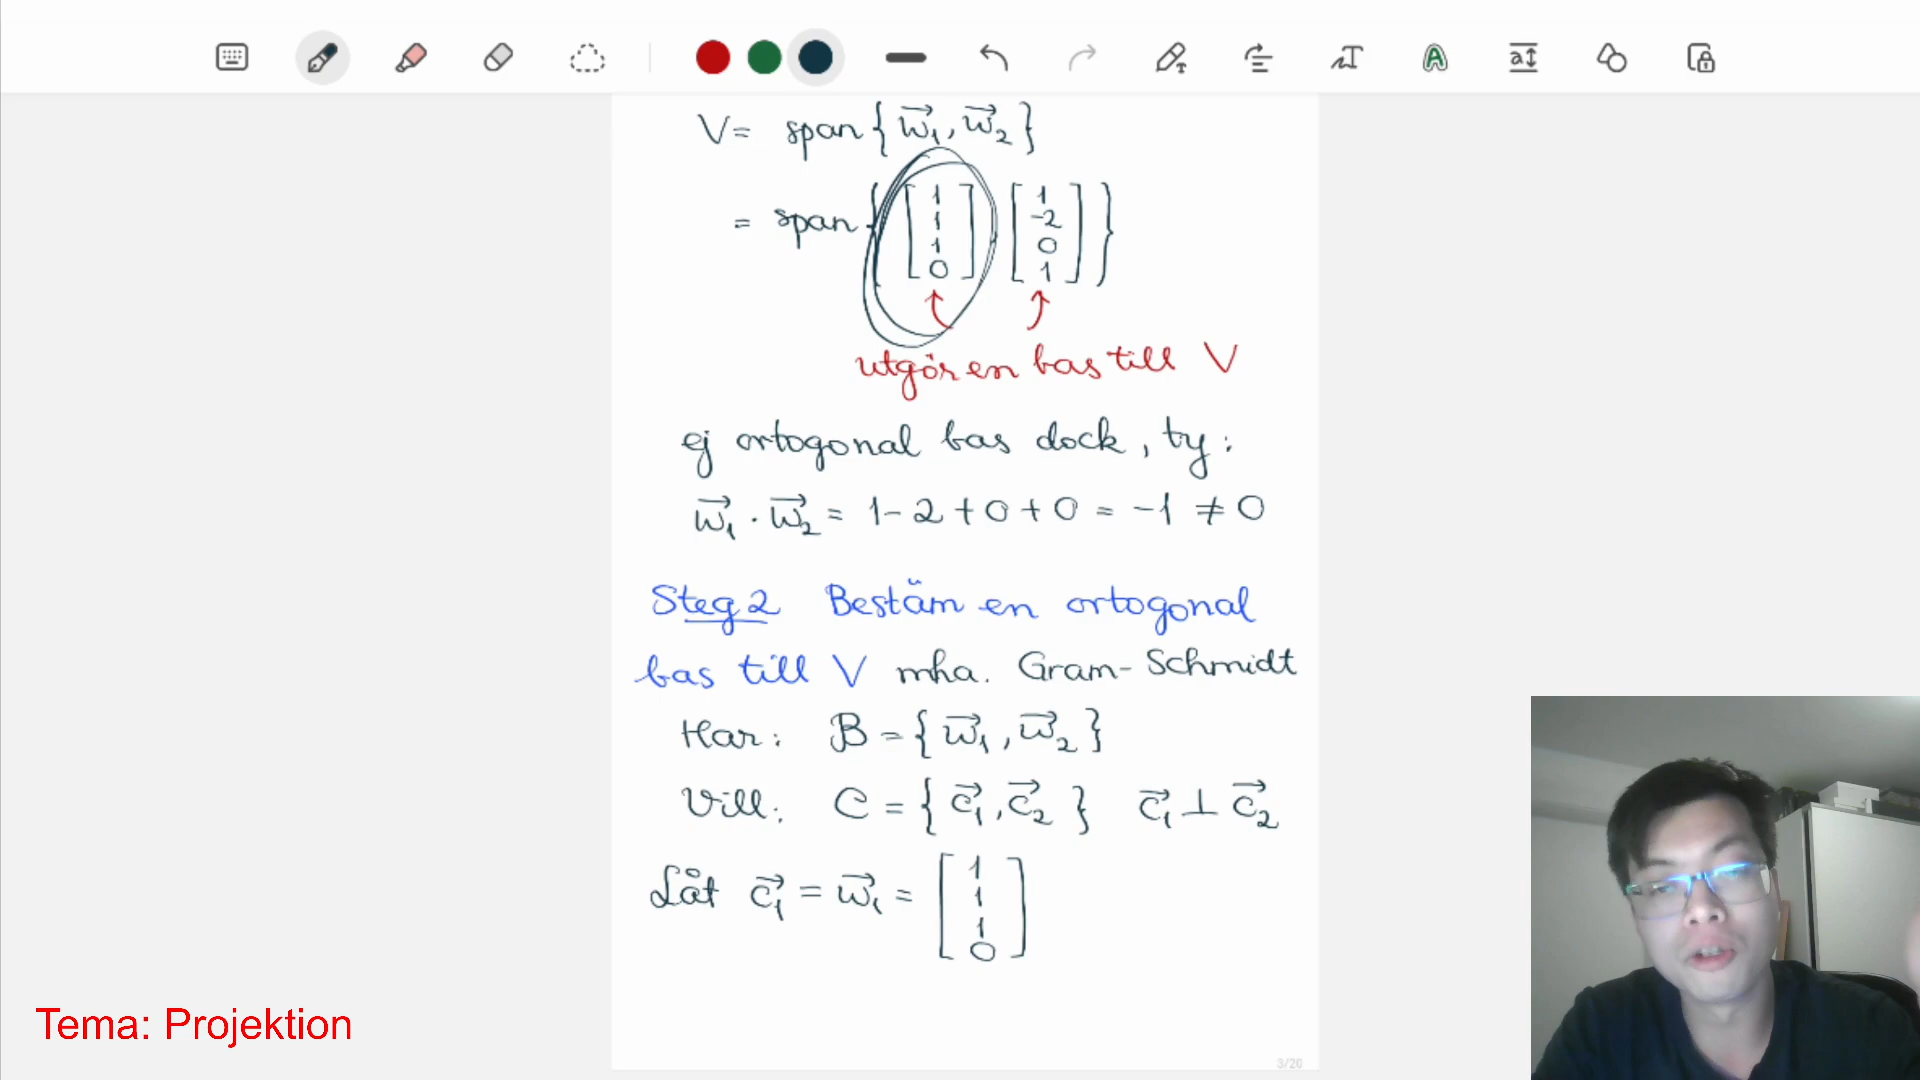 V = span { w⃗₁, w⃗₂ }
= span { [ 1 1 1 0 ] [ 1 -2 0 1 ] }
utgör en bas till V
ej ortogonal bas dock, ty:
w⃗₁ · w⃗₂ = 1 - 2 + 0 + 0 = -1 ≠ 0
Steg 2 Bestäm en ortogonal
bas till V mha. Gram-Schmidt
Har: B = { w⃗₁, w⃗₂ }
Vill: C = { c⃗₁, c⃗₂ } c⃗₁ ⊥ c⃗₂
Låt c⃗₁ = w⃗₁ = [ 1 1 1 0 ]
Tema: Projektion
3/20